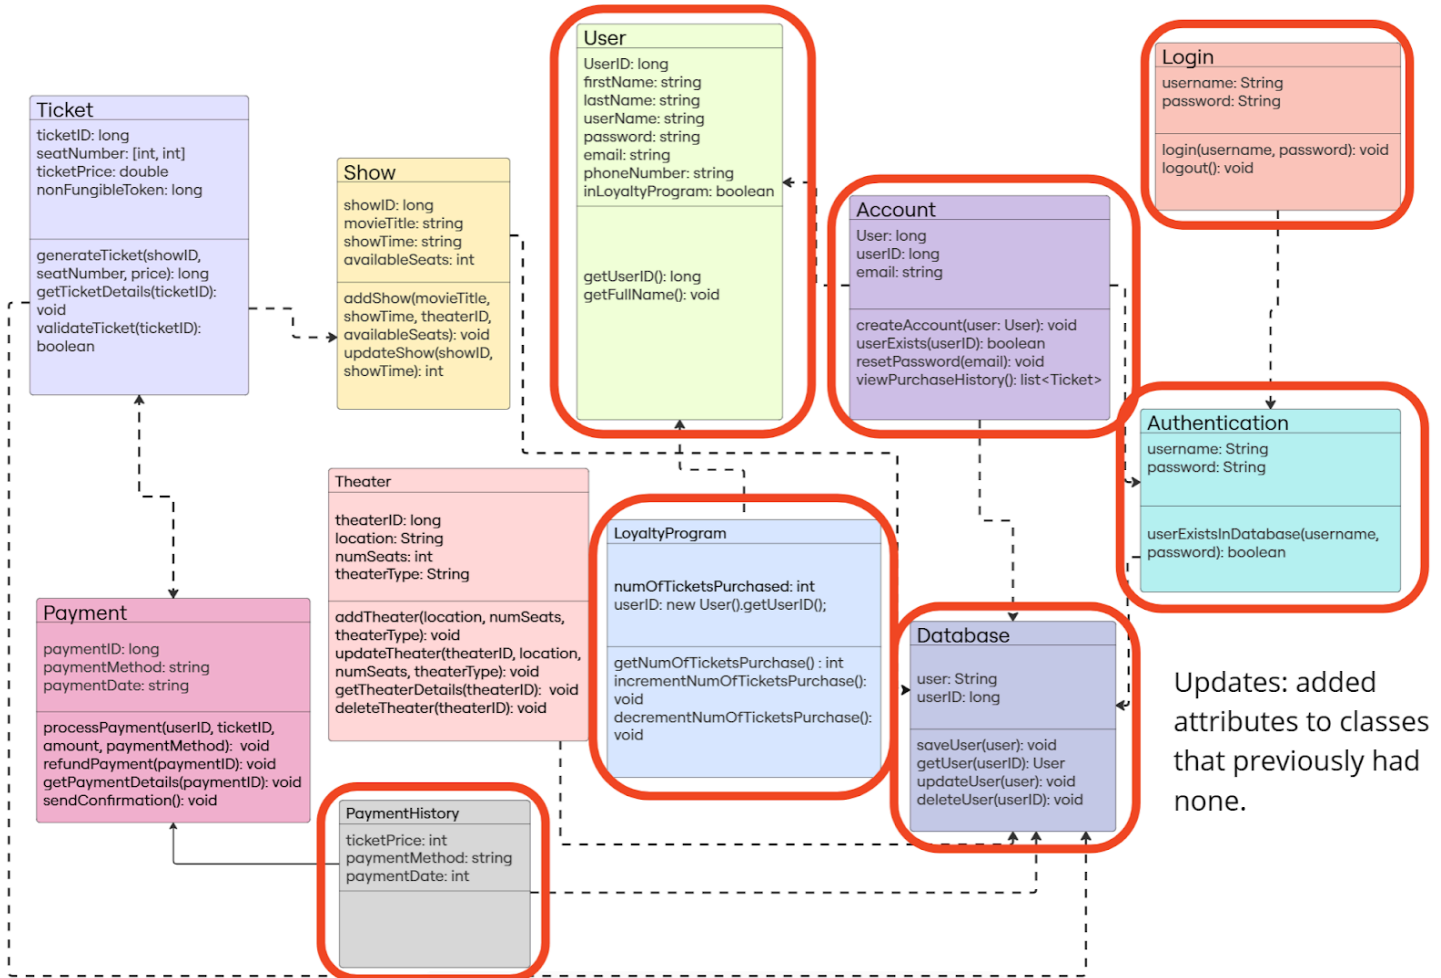 Ticket
ticketID: long
seatNumber: [int, int]
ticketPrice: double
nonFungibleToken: long
generateTicket(showID,
seatNumber, price): long
getTicketDetails(ticketID):
void
validateTicket(ticketID):
boolean
Show
showID: long
movieTitle: string
showTime: string
availableSeats: int
addShow(movieTitle,
showTime, theaterID,
availableSeats): void
updateShow(showID,
showTime): int
User
UserID: long
firstName: string
lastName: string
userName: string
password: string
email: string
phoneNumber: string
inLoyaltyProgram: boolean
getUserID(): long
getFullName(): void
Account
User: long
userID: long
email: string
createAccount(user: User): void
userExists(userID): boolean
resetPassword(email): void
viewPurchaseHistory(): list<Ticket>
Login
username: String
password: String
login(username, password): void
logout(): void
Authentication
username: String
password: String
userExistsInDatabase(username,
password): boolean
Theater
theaterID: long
location: String
numSeats: int
theaterType: String
addTheater(location, numSeats,
theaterType): void
updateTheater(theaterID, location,
numSeats, theaterType): void
getTheaterDetails(theaterID): void
deleteTheater(theaterID): void
LoyaltyProgram
numOfTicketsPurchased: int
userID: new User().getUserID();
getNumOfTicketsPurchase() : int
incrementNumOfTicketsPurchase():
void
decrementNumOfTicketsPurchase():
void
Database
user: String
userID: long
saveUser(user): void
getUser(userID): User
updateUser(user): void
deleteUser(userID): void
Payment
paymentID: long
paymentMethod: string
paymentDate: string
processPayment(userID, ticketID,
amount, paymentMethod): void
refundPayment(paymentID): void
getPaymentDetails(paymentID): void
sendConfirmation(): void
PaymentHistory
ticketPrice: int
paymentMethod: string
paymentDate: int
Updates: added
attributes to classes
that previously had
none.